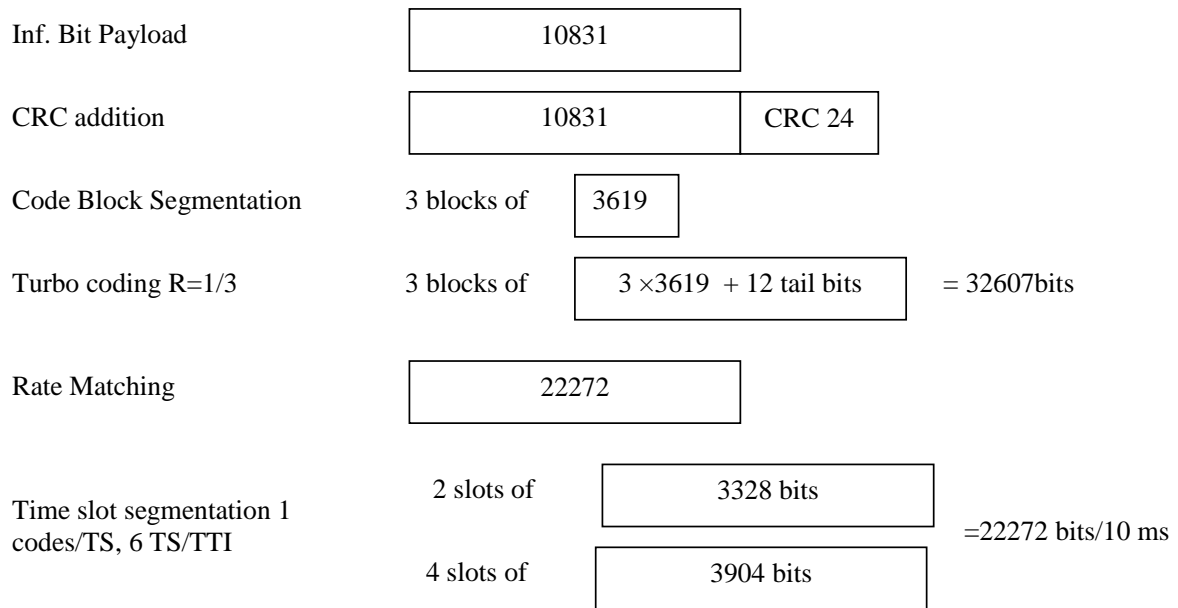 Inf. Bit Payload 10831
CRC addition 10831 CRC 24
Code Block Segmentation 3 blocks of 3619
Turbo coding R=1/3 3 blocks of 3 ×3619 + 12 tail bits = 32607bits
Rate Matching 22272
2 slots of 3328 bits
Time slot segmentation 1
codes/TS, 6 TS/TTI =22272 bits/10 ms
4 slots of 3904 bits